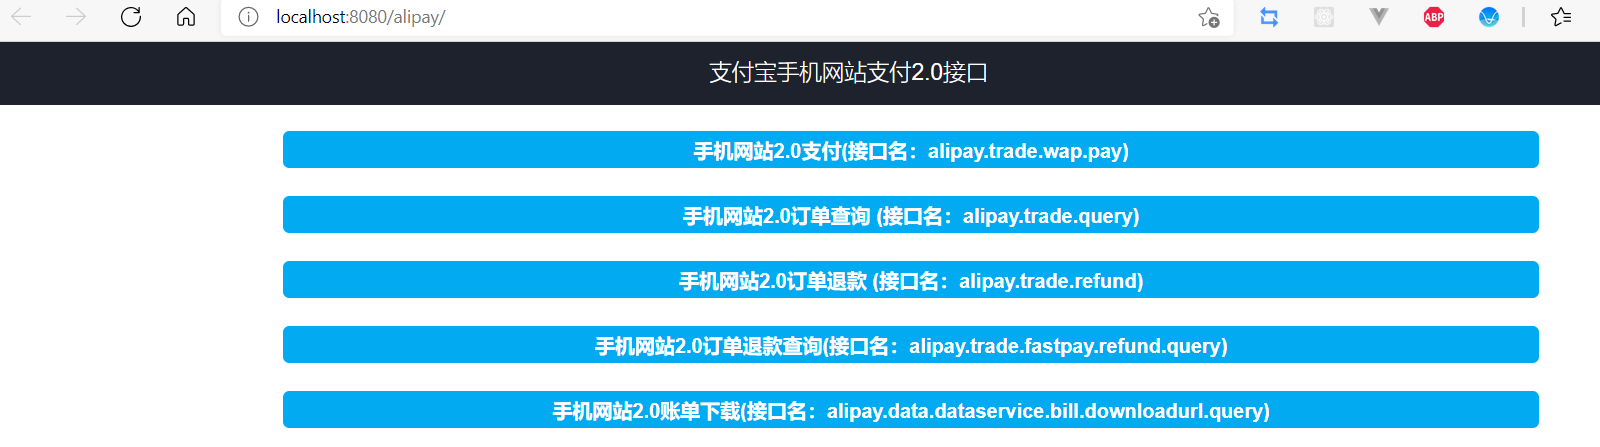 localhost:8080/alipay/
ABP
支付宝手机网站支付2.0接口
手机网站2.0支付(接口名：alipay.trade.wap.pay)
手机网站2.0订单查询 (接口名：alipay.trade.query)
手机网站2.0订单退款 (接口名：alipay.trade.refund)
手机网站2.0订单退款查询(接口名：alipay.trade.fastpay.refund.query)
手机网站2.0账单下载(接口名：alipay.data.dataservice.bill.downloadurl.query)